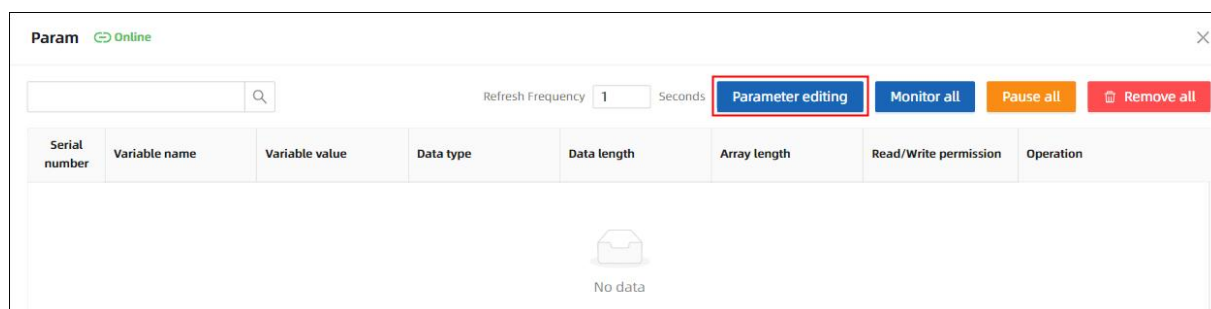 Param Online
Refresh Frequency 1 Seconds Parameter editing Monitor all Pause all Remove all
Serial number Variable name Variable value Data type Data length Array length Read/Write permission Operation
No data